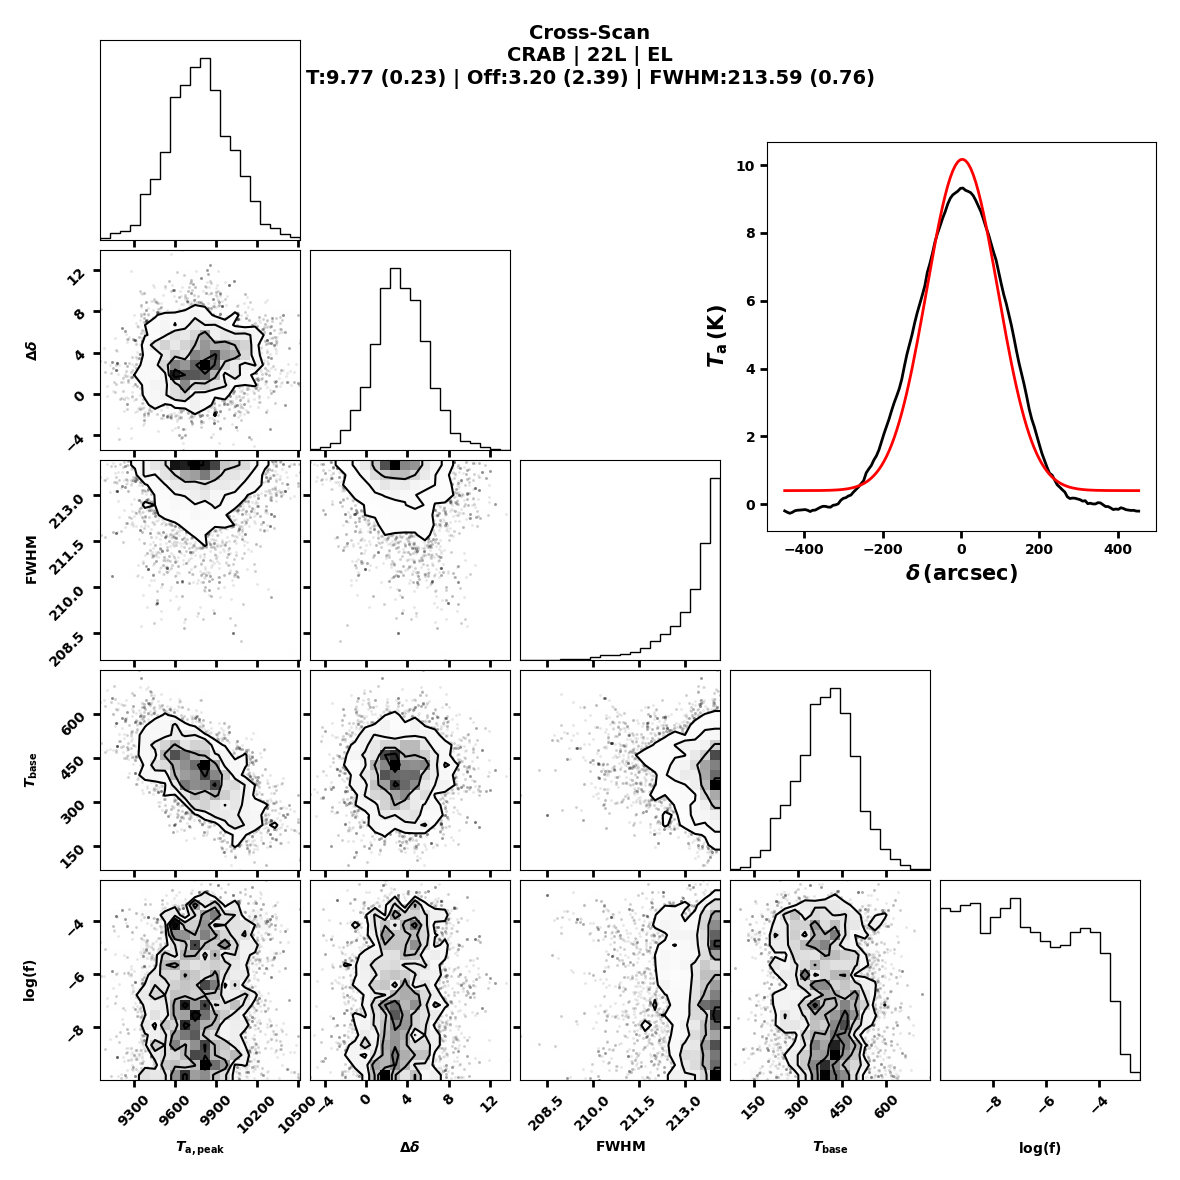 Cross-Scan
CRAB | 22L | EL
T:9.77 (0.23) | Off:3.20 (2.39) | FWHM:213.59 (0.76)
10
8
6
4
2
0
Ta (K)
−400 −200 0 200 400
δ (arcsec)
12
8
4
0
−4
Δδ
213.0
211.5
210.0
208.5
FWHM
600
450
300
150
Tbase
−4
−6
−8
log(f)
9300 9600 9900 10200 10500
−4 0 4 8 12
208.5 210.0 211.5 213.0
150 300 450 600
−8 −6 −4
Ta,peak Δδ FWHM Tbase log(f)